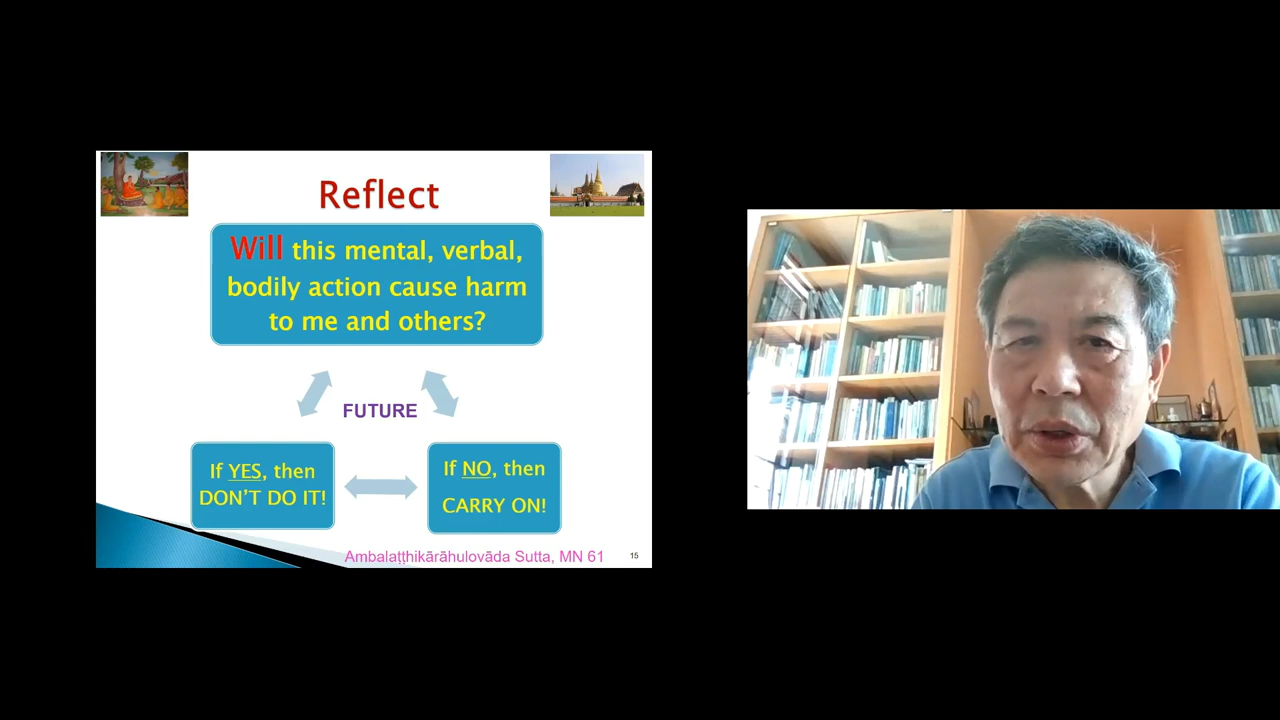 Reflect
Will this mental, verbal,
bodily action cause harm
to me and others?
FUTURE
If YES, then
DON'T DO IT!
If NO, then
CARRY ON!
Ambalaṭṭhikārāhulovāda Sutta, MN 61
15